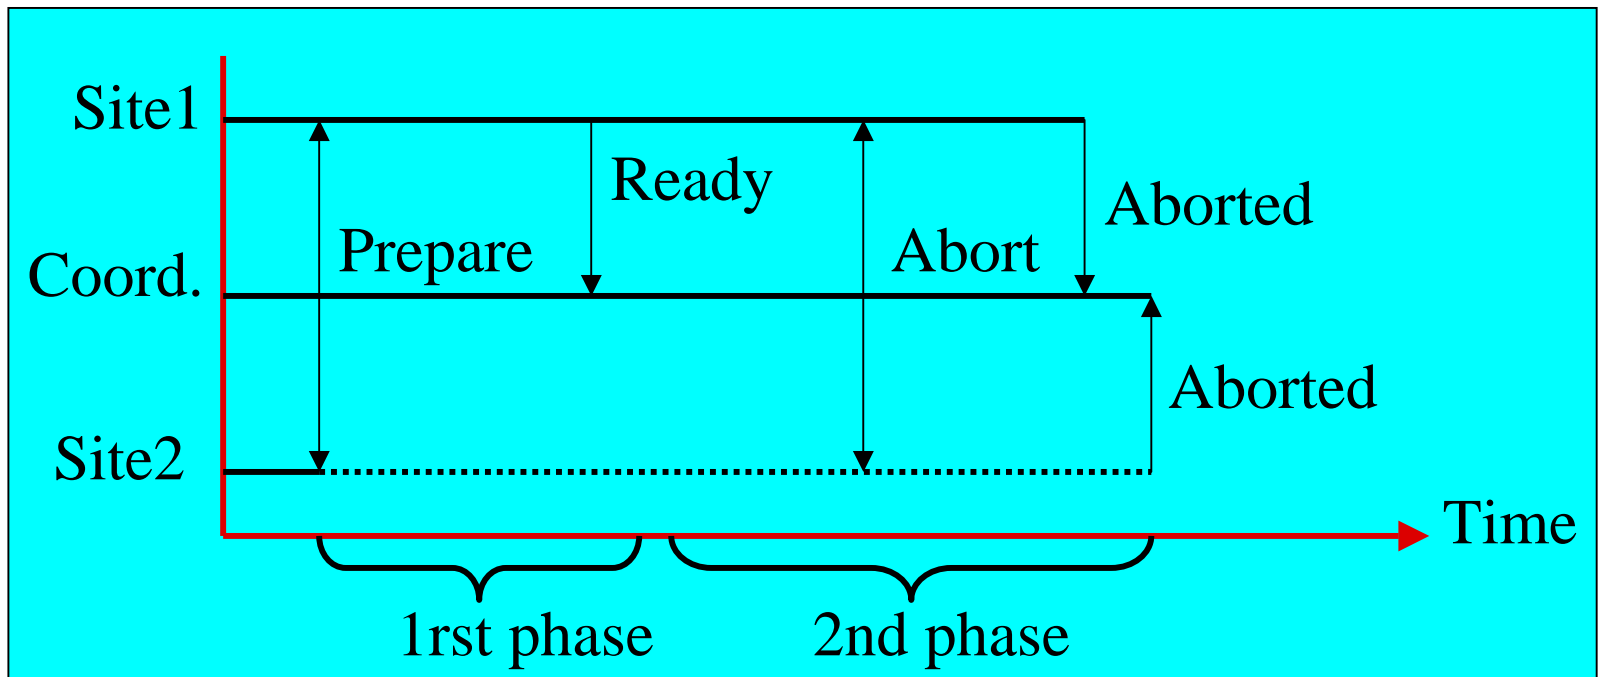 Site1
Ready
Aborted
Prepare
Abort
Coord.
Aborted
Site2
Time
1rst phase
2nd phase